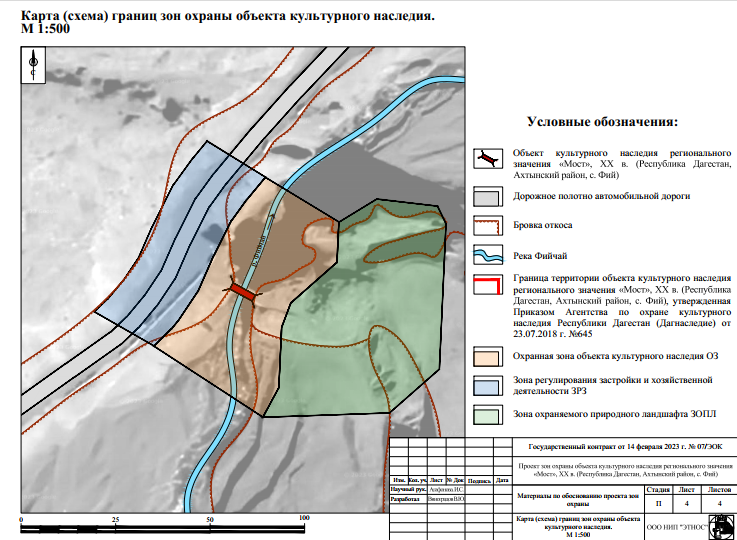 Карта (схема) границ зон охраны объекта культурного наследия.
М 1:500
С
Условные обозначения:
Объект культурного наследия регионального
значения «Мост», XX в. (Республика Дагестан,
Ахтынский район, с. Фий)
Дорожное полотно автомобильной дороги
Бровка откоса
Река Фийчай
Граница территории объекта культурного наследия
регионального значения «Мост», XX в. (Республика
Дагестан, Ахтынский район, с. Фий), утвержденная
Приказом Агентства по охране культурного
наследия Республики Дагестан (Дагнаследие) от
23.07.2018 г. №645
Охранная зона объекта культурного наследия ОЗ
Зона регулирования застройки и хозяйственной
деятельности ЗРЗ
Зона охраняемого природного ландшафта ЗОПЛ
Государственный контракт от 14 февраля 2023 г. № 07/ЭОК
Проект зон охраны объекта культурного наследия регионального значения
«Мост», XX в. (Республика Дагестан, Ахтынский район, с. Фий)
Изм. Кол. уч. Лист № Док Подпись Дата
Научный рук.
Разработал
Материалы по обоснованию проекта зон
охраны
Стадия Лист Листов
П 4 4
Карта (схема) границ зон охраны объекта
культурного наследия.
М 1:500
ООО НИП "ЭТНОС"
0 25 50 100